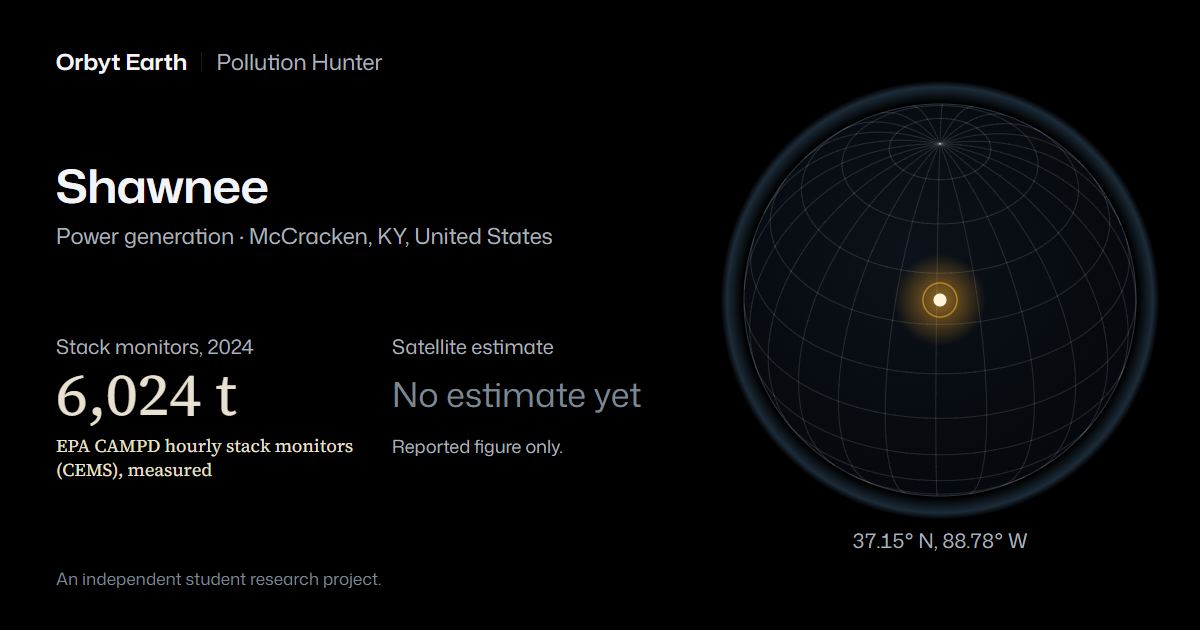 Orbyt Earth | Pollution Hunter
Shawnee
Power generation · McCracken, KY, United States
Stack monitors, 2024
6,024 t
EPA CAMPD hourly stack monitors
(CEMS), measured
Satellite estimate
No estimate yet
Reported figure only.
37.15° N, 88.78° W
An independent student research project.